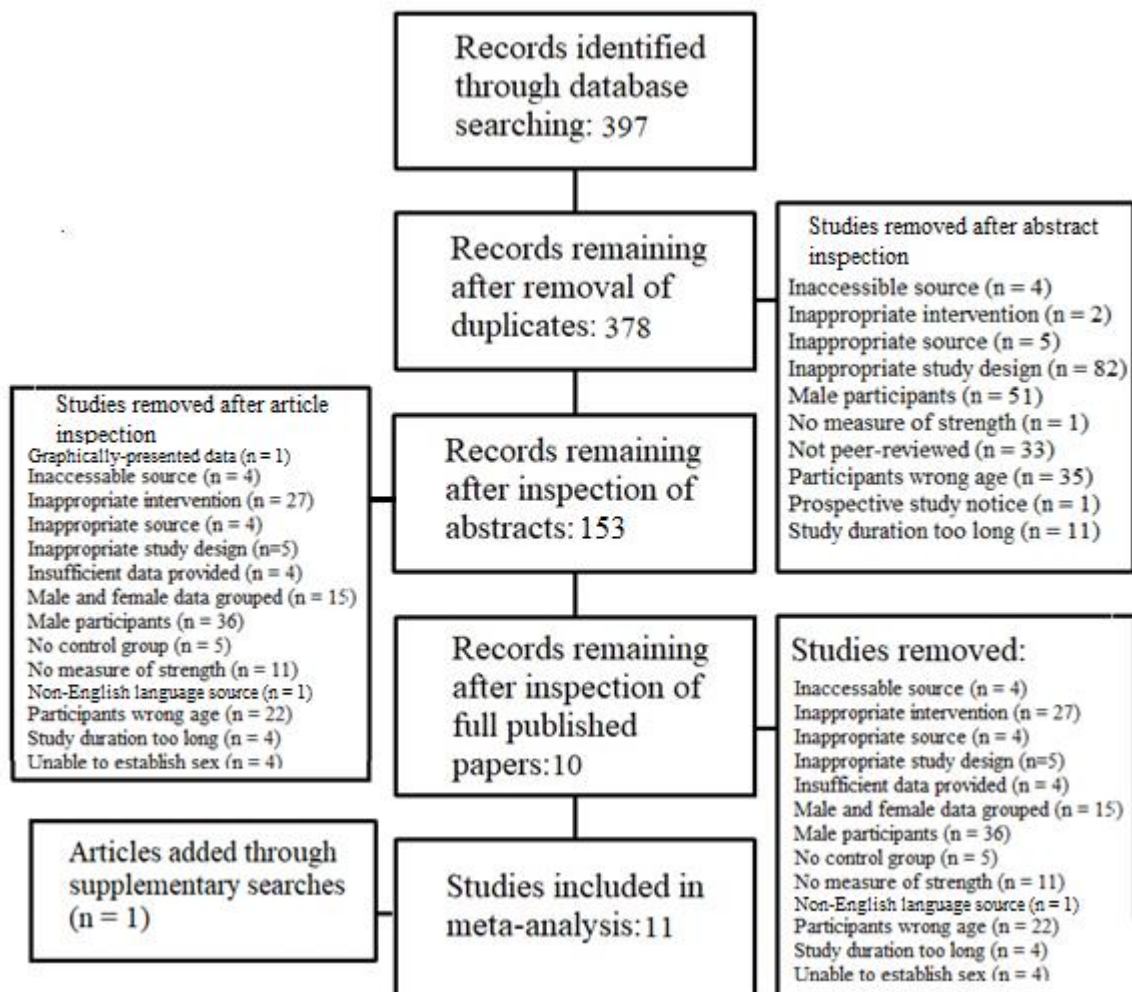 Records identified
through database
searching: 397
Records remaining
after removal of
duplicates: 378
Studies removed after abstract
inspection
Inaccessible source (n = 4)
Inappropriate intervention (n = 2)
Inappropriate source (n = 5)
Inappropriate study design (n = 82)
Male participants (n = 51)
No measure of strength (n = 1)
Not peer-reviewed (n = 33)
Participants wrong age (n = 35)
Prospective study notice (n = 1)
Study duration too long (n = 11)
Studies removed after article
inspection
Graphically-presented data (n = 1)
Inaccessable source (n = 4)
Inappropriate intervention (n = 27)
Inappropriate source (n = 4)
Inappropriate study design (n=5)
Insufficient data provided (n = 4)
Male and female data grouped (n = 15)
Male participants (n = 36)
No control group (n = 5)
No measure of strength (n = 11)
Non-English language source (n = 1)
Participants wrong age (n = 22)
Study duration too long (n = 4)
Unable to establish sex (n = 4)
Records remaining
after inspection of
abstracts: 153
Records remaining
after inspection of
full published
papers:10
Studies removed:
Inaccessable source (n = 4)
Inappropriate intervention (n = 27)
Inappropriate source (n = 4)
Inappropriate study design (n=5)
Insufficient data provided (n = 4)
Male and female data grouped (n = 15)
Male participants (n = 36)
No control group (n = 5)
No measure of strength (n = 11)
Non-English language source (n = 1)
Participants wrong age (n = 22)
Study duration too long (n = 4)
Unable to establish sex (n = 4)
Articles added through
supplementary searches
(n = 1)
Studies included in
meta-analysis:11